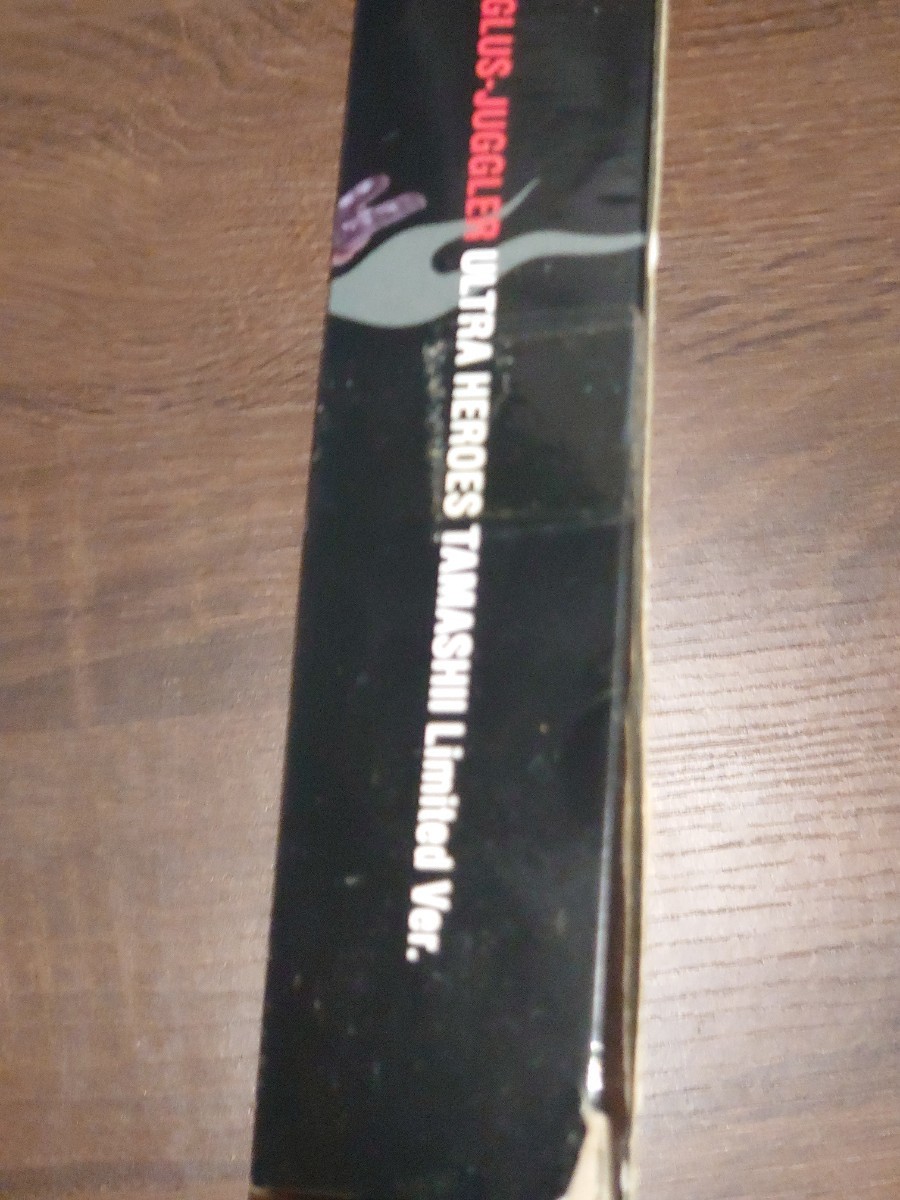 GLUS-JUGGLER ULTRA HEROES TAMASHII Limited Ver.